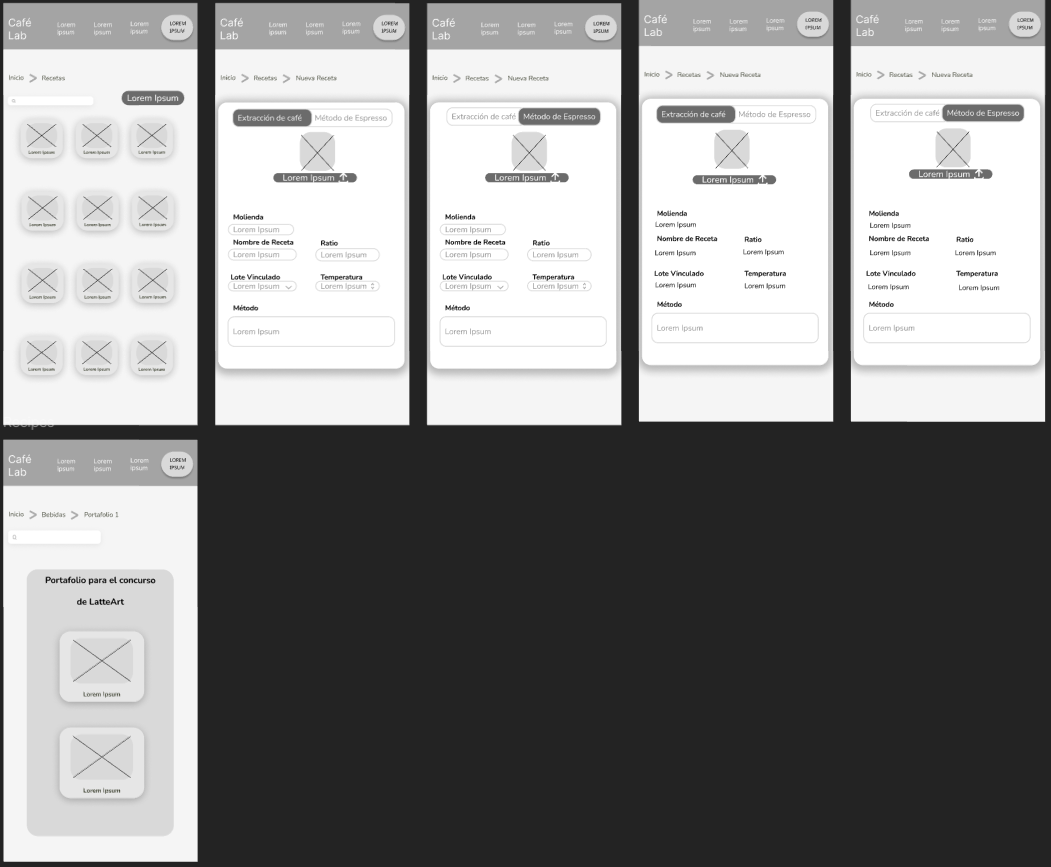 Café Lab
Lorem Ipsum
Lorem Ipsum
Lorem Ipsum
LOREM IPSUM
Inicio > Recetas
Lorem Ipsum
Lorem Ipsum Lorem Ipsum Lorem Ipsum
Lorem Ipsum Lorem Ipsum Lorem Ipsum
Lorem Ipsum Lorem Ipsum Lorem Ipsum
Lorem Ipsum Lorem Ipsum Lorem Ipsum
Café Lab
Lorem Ipsum
Lorem Ipsum
Lorem Ipsum
LOREM IPSUM
Inicio > Recetas > Nueva Receta
Extracción de café Método de Espresso
Lorem Ipsum
Molienda
Lorem Ipsum
Nombre de Receta Ratio
Lorem Ipsum Lorem Ipsum
Lote Vinculado Temperatura
Lorem Ipsum Lorem Ipsum
Método
Lorem Ipsum
Café Lab
Lorem Ipsum
Lorem Ipsum
Lorem Ipsum
LOREM IPSUM
Inicio > Recetas > Nueva Receta
Extracción de café Método de Espresso
Lorem Ipsum
Molienda
Lorem Ipsum
Nombre de Receta Ratio
Lorem Ipsum Lorem Ipsum
Lote Vinculado Temperatura
Lorem Ipsum Lorem Ipsum
Método
Lorem Ipsum
Café Lab
Lorem Ipsum
Lorem Ipsum
Lorem Ipsum
LOREM IPSUM
Inicio > Recetas > Nueva Receta
Extracción de café Método de Espresso
Lorem Ipsum
Molienda
Lorem Ipsum
Nombre de Receta Ratio
Lorem Ipsum Lorem Ipsum
Lote Vinculado Temperatura
Lorem Ipsum Lorem Ipsum
Método
Lorem Ipsum
Café Lab
Lorem Ipsum
Lorem Ipsum
Lorem Ipsum
LOREM IPSUM
Inicio > Recetas > Nueva Receta
Extracción de café Método de Espresso
Lorem Ipsum
Molienda
Lorem Ipsum
Nombre de Receta Ratio
Lorem Ipsum Lorem Ipsum
Lote Vinculado Temperatura
Lorem Ipsum Lorem Ipsum
Método
Lorem Ipsum
Recipes
Café Lab
Lorem Ipsum
Lorem Ipsum
Lorem Ipsum
LOREM IPSUM
Inicio > Bebidas > Portafolio 1
Portafolio para el concurso
de LatteArt
Lorem Ipsum
Lorem Ipsum